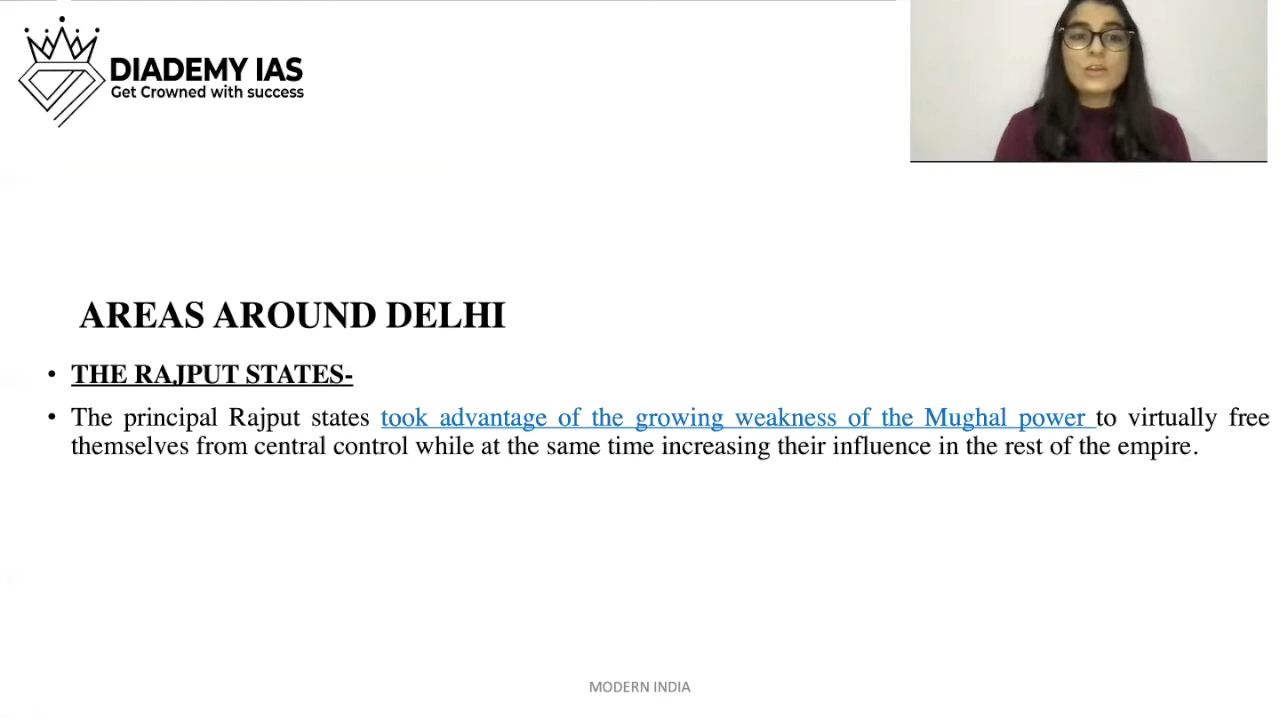 DIADEMY IAS
Get Crowned with success
AREAS AROUND DELHI
• THE RAJPUT STATES-
• The principal Rajput states took advantage of the growing weakness of the Mughal power to virtually free
themselves from central control while at the same time increasing their influence in the rest of the empire.
MODERN INDIA